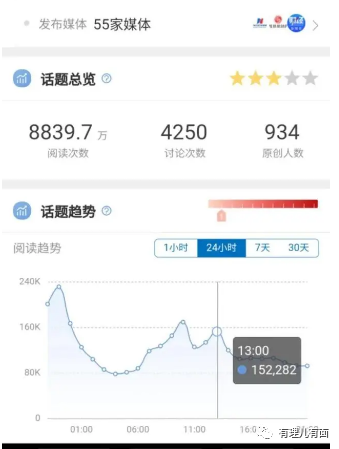 发布媒体 55家媒体
话题总览
8839.7万 4250 934
阅读次数 讨论次数 原创人数
话题趋势
阅读趋势 1小时 24小时 7天 30天
240K
160K
13:00
152,282
80K
0
01:00 06:00 11:00
有理儿有面